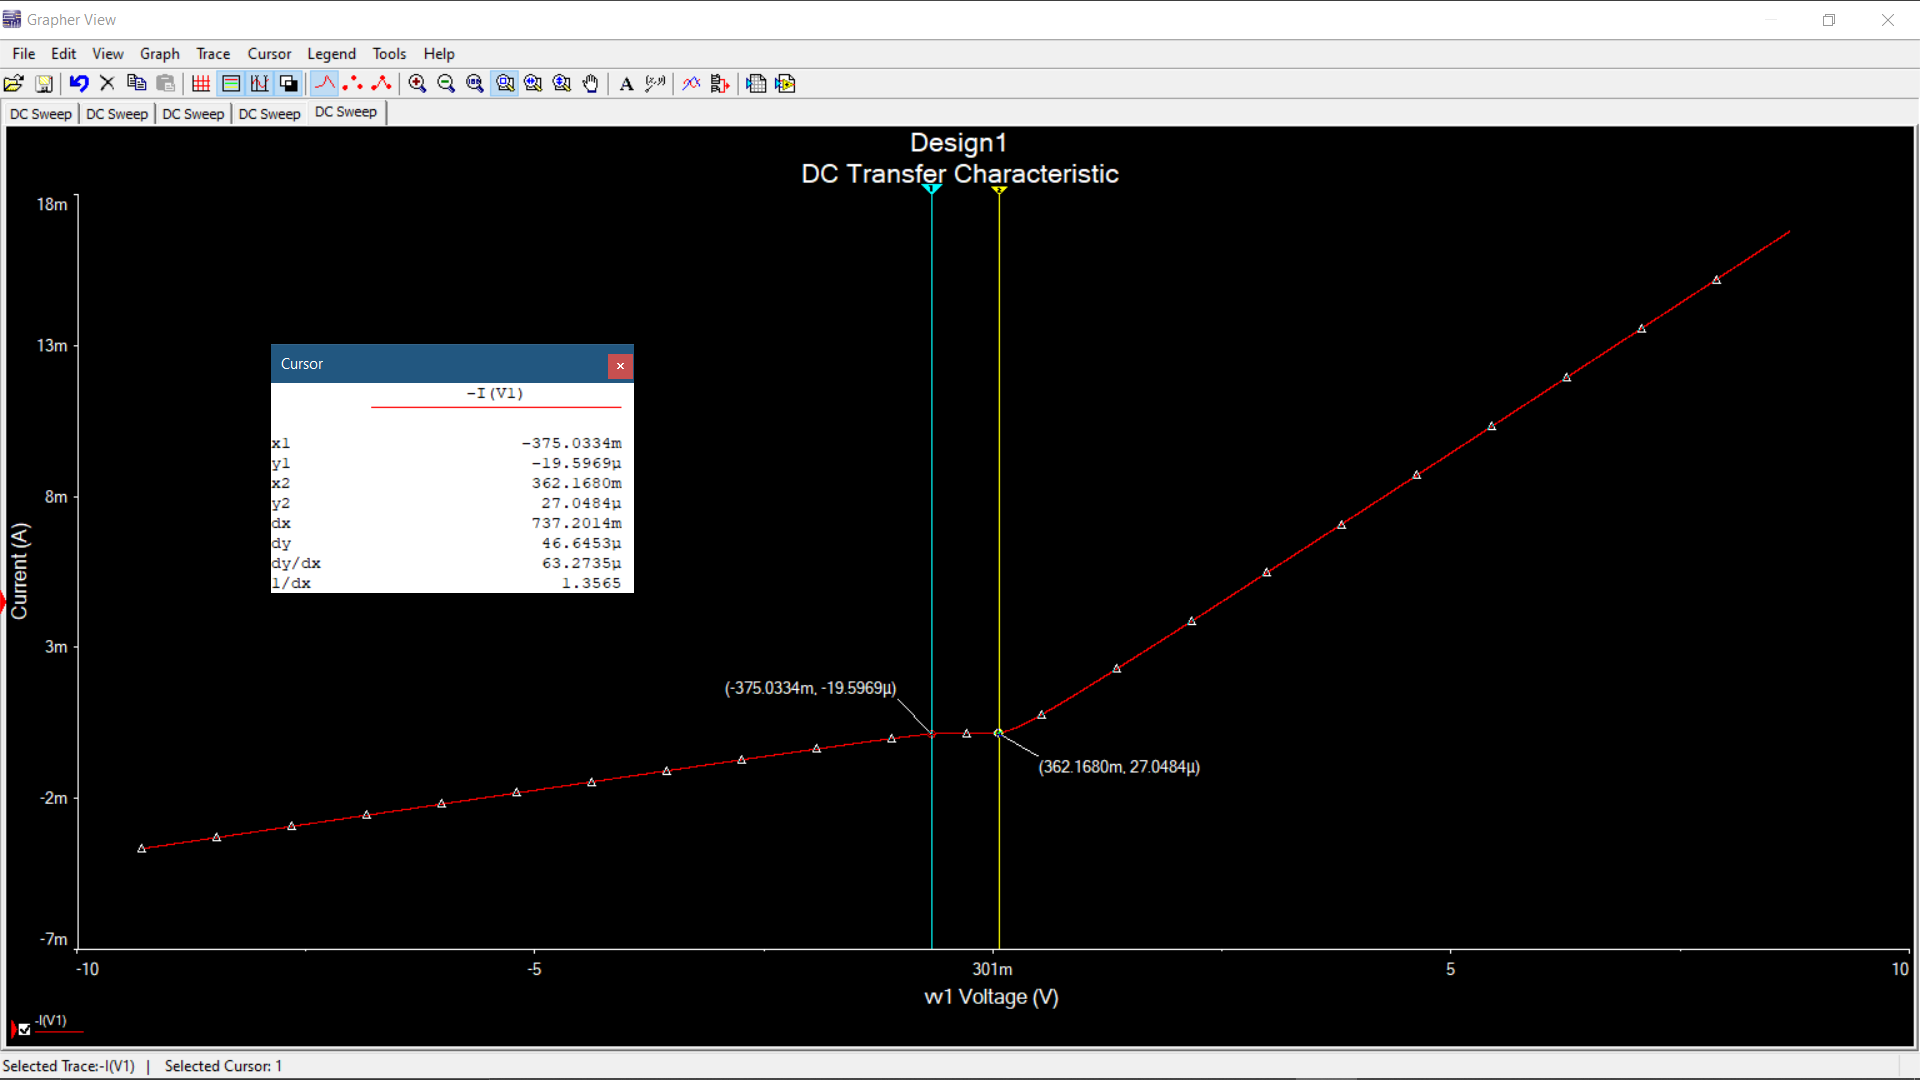 Grapher View
File Edit View Graph Trace Cursor Legend Tools Help
A (x,y)
DC Sweep DC Sweep DC Sweep DC Sweep DC Sweep
Design1
DC Transfer Characteristic
1 2
18m
13m
8m
3m
-2m
-7m
Current (A)
Cursor
-I(V1)
x1 -375.0334m
y1 -19.5969µ
x2 362.1680m
y2 27.0484µ
dx 737.2014m
dy 46.6453µ
dy/dx 63.2735µ
1/dx 1.3565
(-375.0334m, -19.5969µ)
(362.1680m, 27.0484µ)
-10 -5 301m 5 10
vv1 Voltage (V)
-I(V1)
Selected Trace:-I(V1) | Selected Cursor: 1